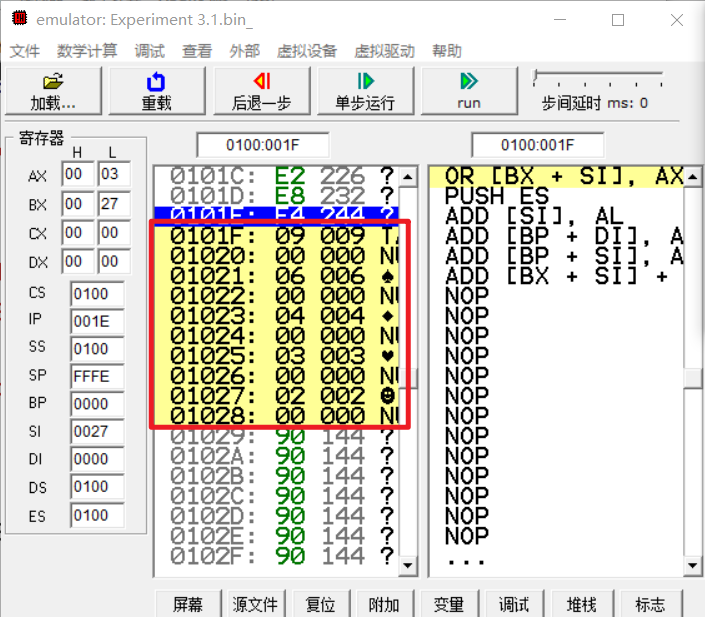 emulator: Experiment 3.1.bin_
文件 数学计算 调试 查看 外部 虚拟设备 虚拟驱动 帮助
加载... 重载 后退一步 单步运行 run 步间延时 ms: 0
寄存器
H L
AX 00 03
BX 00 27
CX 00 00
DX 00 00
CS 0100
IP 001E
SS 0100
SP FFFE
BP 0000
SI 0027
DI 0000
DS 0100
ES 0100
0100:001F
0101C: E2 226 ?
0101D: E8 232 ?
0101E: F4 244 ?
0101F: 09 009 TA
01020: 00 000 NU
01021: 06 006 ♠
01022: 00 000 NU
01023: 04 004 ♦
01024: 00 000 NU
01025: 03 003 ♥
01026: 00 000 NU
01027: 02 002 ☻
01028: 00 000 NU
01029: 90 144 ?
0102A: 90 144 ?
0102B: 90 144 ?
0102C: 90 144 ?
0102D: 90 144 ?
0102E: 90 144 ?
0102F: 90 144 ?
0100:001F
OR [BX + SI], AX
PUSH ES
ADD [SI], AL
ADD [BP + DI], A
ADD [BP + SI], A
ADD [BX + SI] +
NOP
NOP
NOP
NOP
NOP
NOP
NOP
NOP
NOP
NOP
NOP
NOP
NOP
...
屏幕 源文件 复位 附加 变量 调试 堆栈 标志